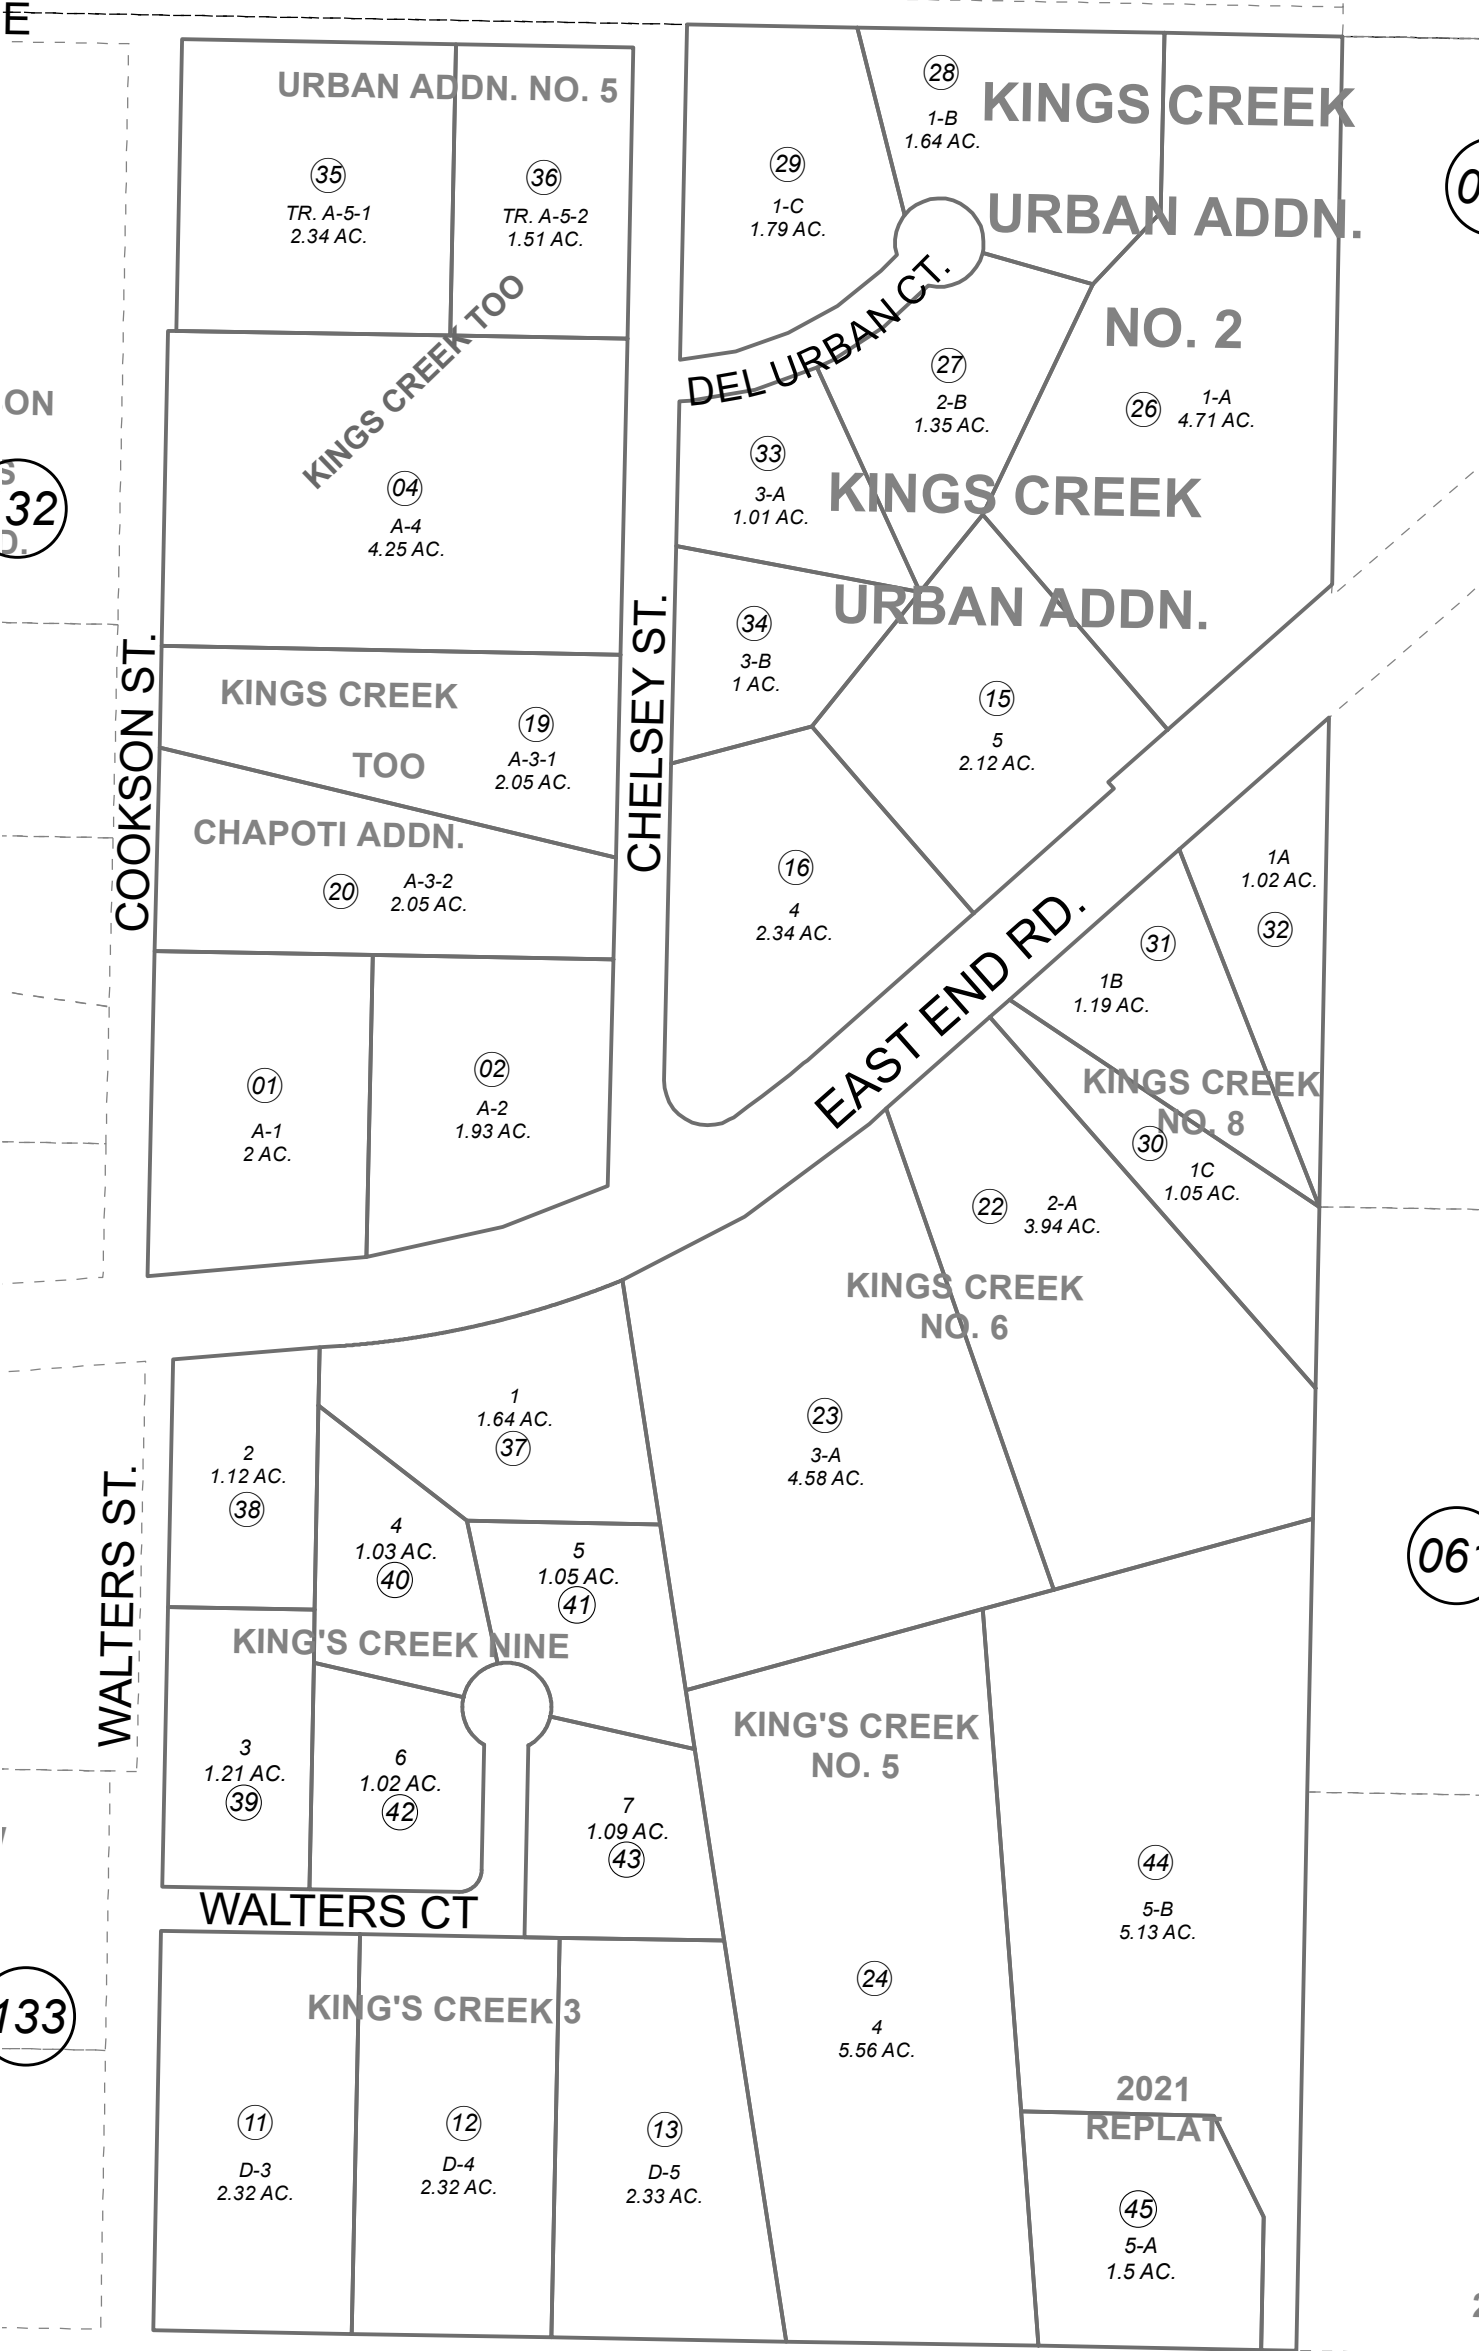 E
URBAN ADDN. NO. 5
35
TR. A-5-1
2.34 AC.
36
TR. A-5-2
1.51 AC.
KINGS CREEK TOO
04
A-4
4.25 AC.
29
1-C
1.79 AC.
28
1-B
1.64 AC.
KINGS CREEK
URBAN ADDN.
NO. 2
26
1-A
4.71 AC.
DEL URBAN CT.
27
2-B
1.35 AC.
33
3-A
1.01 AC.
KINGS CREEK
URBAN ADDN.
34
3-B
1 AC.
15
5
2.12 AC.
16
4
2.34 AC.
ON
S
32
D.
COOKSON ST.
CHELSEY ST.
KINGS CREEK
TOO
19
A-3-1
2.05 AC.
CHAPOTI ADDN.
20
A-3-2
2.05 AC.
01
A-1
2 AC.
02
A-2
1.93 AC.
EAST END RD.
1A
1.02 AC.
32
31
1B
1.19 AC.
KINGS CREEK
NO. 8
30
1C
1.05 AC.
22
2-A
3.94 AC.
KINGS CREEK
NO. 6
23
3-A
4.58 AC.
1
1.64 AC.
37
2
1.12 AC.
38
4
1.03 AC.
40
5
1.05 AC.
41
WALTERS ST.
KING'S CREEK NINE
3
1.21 AC.
39
6
1.02 AC.
42
7
1.09 AC.
43
WALTERS CT
061
KING'S CREEK
NO. 5
44
5-B
5.13 AC.
24
4
5.56 AC.
133
KING'S CREEK 3
11
D-3
2.32 AC.
12
D-4
2.32 AC.
13
D-5
2.33 AC.
2021
REPLAT
45
5-A
1.5 AC.